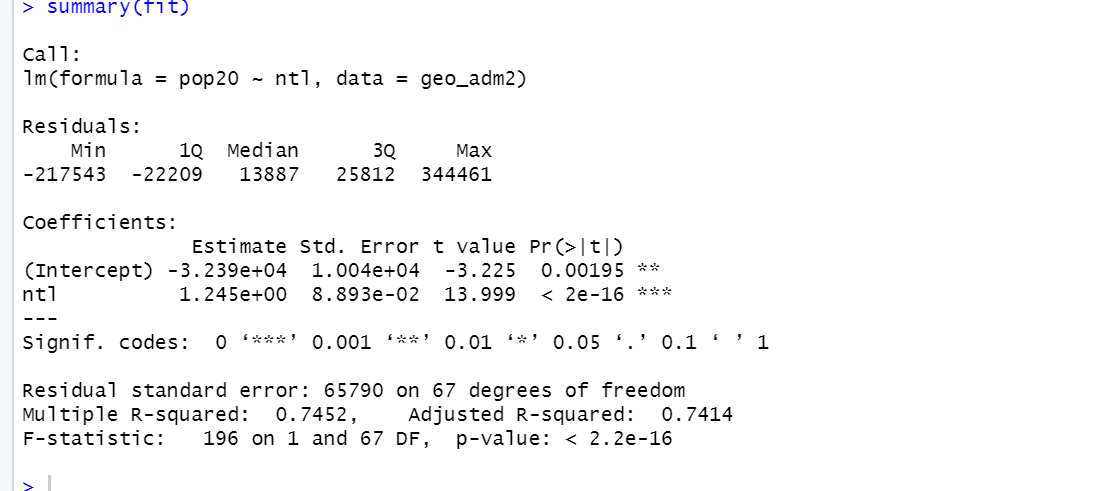 > summary(fit)
Call:
lm(formula = pop20 ~ ntl, data = geo_adm2)
Residuals:
    Min      1Q  Median      3Q     Max
-217543  -22209   13887   25812  344461
Coefficients:
              Estimate Std. Error t value Pr(>|t|)
(Intercept) -3.239e+04  1.004e+04  -3.225  0.00195 **
ntl          1.245e+00  8.893e-02  13.999  < 2e-16 ***
---
Signif. codes:  0 ‘***’ 0.001 ‘**’ 0.01 ‘*’ 0.05 ‘.’ 0.1 ‘ ’ 1
Residual standard error: 65790 on 67 degrees of freedom
Multiple R-squared:  0.7452,    Adjusted R-squared:  0.7414
F-statistic:   196 on 1 and 67 DF,  p-value: < 2.2e-16
>